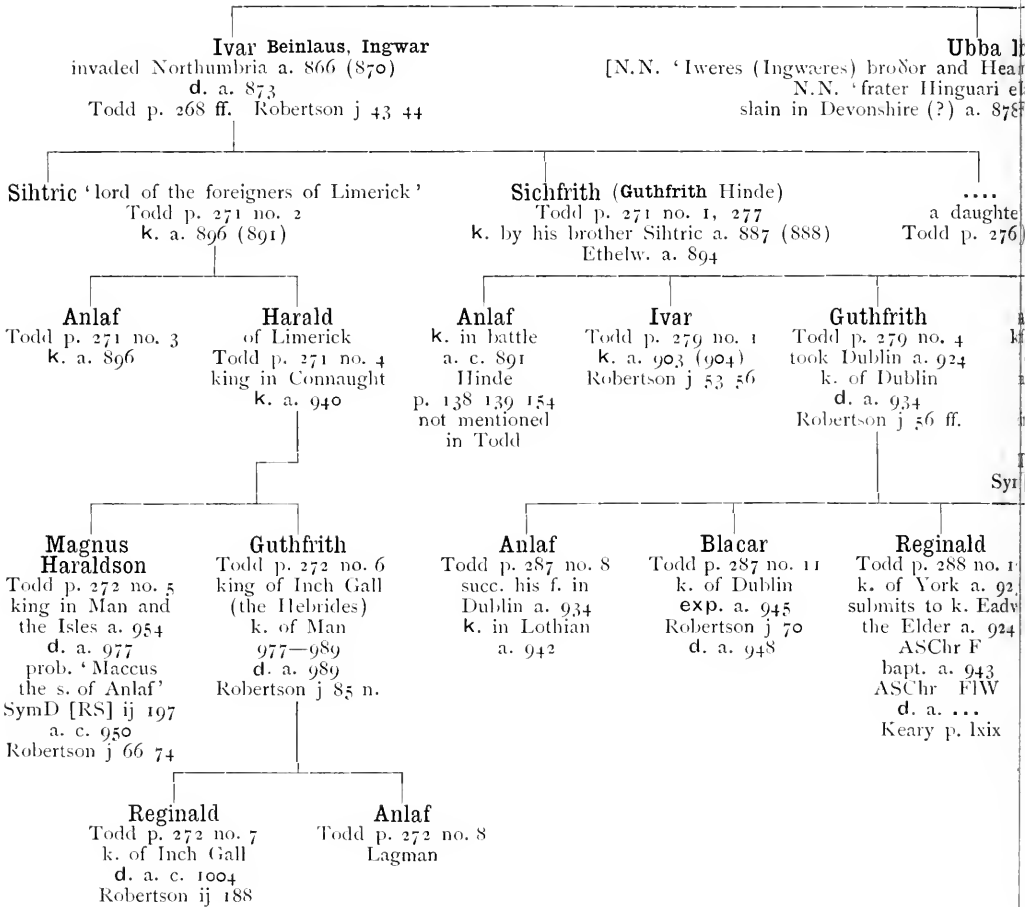 Ivar Beinlaus, Ingwar
invaded Northumbria a. 866 (870)
d. a. 873
Todd p. 268 ff. Robertson j 43 44
Ubba
[N.N. 'Iweres (Ingwæres) broðor and
N.N. 'frater Hinguari
slain in Devonshire (?) a. 878
Sihtric 'lord of the foreigners of Limerick'
Todd p. 271 no. 2
k. a. 896 (891)
Sichfrith (Guthfrith Hinde)
Todd p. 271 no. 1, 277
k. by his brother Sihtric a. 887 (888)
Ethelw. a. 894
....
a daughte
Todd p. 276
Anlaf
Todd p. 271 no. 3
k. a. 896
Harald
of Limerick
Todd p. 271 no. 4
king in Connaught
k. a. 940
Anlaf
k. in battle
a. c. 891
Hinde
p. 138 139 154
not mentioned
in Todd
Ivar
Todd p. 279 no. 1
k. a. 903 (904)
Robertson j 53 56
Guthfrith
Todd p. 279 no. 4
took Dublin a. 924
k. of Dublin
d. a. 934
Robertson j 56 ff.
Magnus
Haraldson
Todd p. 272 no. 5
king in Man and
the Isles a. 954
d. a. 977
prob. 'Maccus
the s. of Anlaf'
SymD [RS] ij 197
a. c. 950
Robertson j 66 74
Guthfrith
Todd p. 272 no. 6
king of Inch Gall
(the Hebrides)
k. of Man
977—989
d. a. 989
Robertson j 85 n.
Anlaf
Todd p. 287 no. 8
succ. his f. in
Dublin a. 934
k. in Lothian
a. 942
Blacar
Todd p. 287 no. 11
k. of Dublin
exp. a. 945
Robertson j 70
d. a. 948
Reginald
Todd p. 288 no. 1
k. of York a. 92
submits to k. Eadw
the Elder a. 924
ASChr F
bapt. a. 943
ASChr FlW
d. a. ...
Keary p. lxix
Syr
Reginald
Todd p. 272 no. 7
k. of Inch Gall
d. a. c. 1004
Robertson ij 188
Anlaf
Todd p. 272 no. 8
Lagman